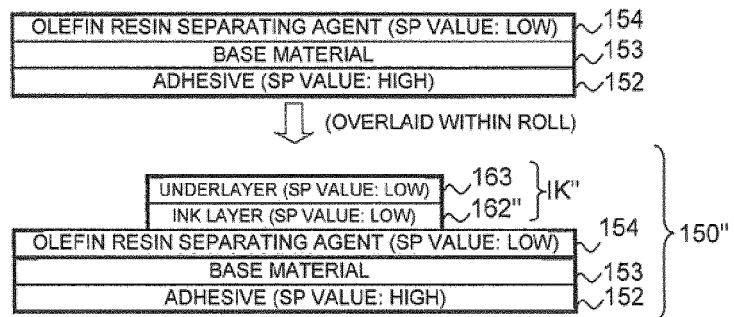 OLEFIN RESIN SEPARATING AGENT (SP VALUE: LOW) 154
BASE MATERIAL 153
ADHESIVE (SP VALUE: HIGH) 152
(OVERLAID WITHIN ROLL)
UNDERLAYER (SP VALUE: LOW) 163
IK"
INK LAYER (SP VALUE: LOW) 162"
OLEFIN RESIN SEPARATING AGENT (SP VALUE: LOW) 154
150"
BASE MATERIAL 153
ADHESIVE (SP VALUE: HIGH) 152